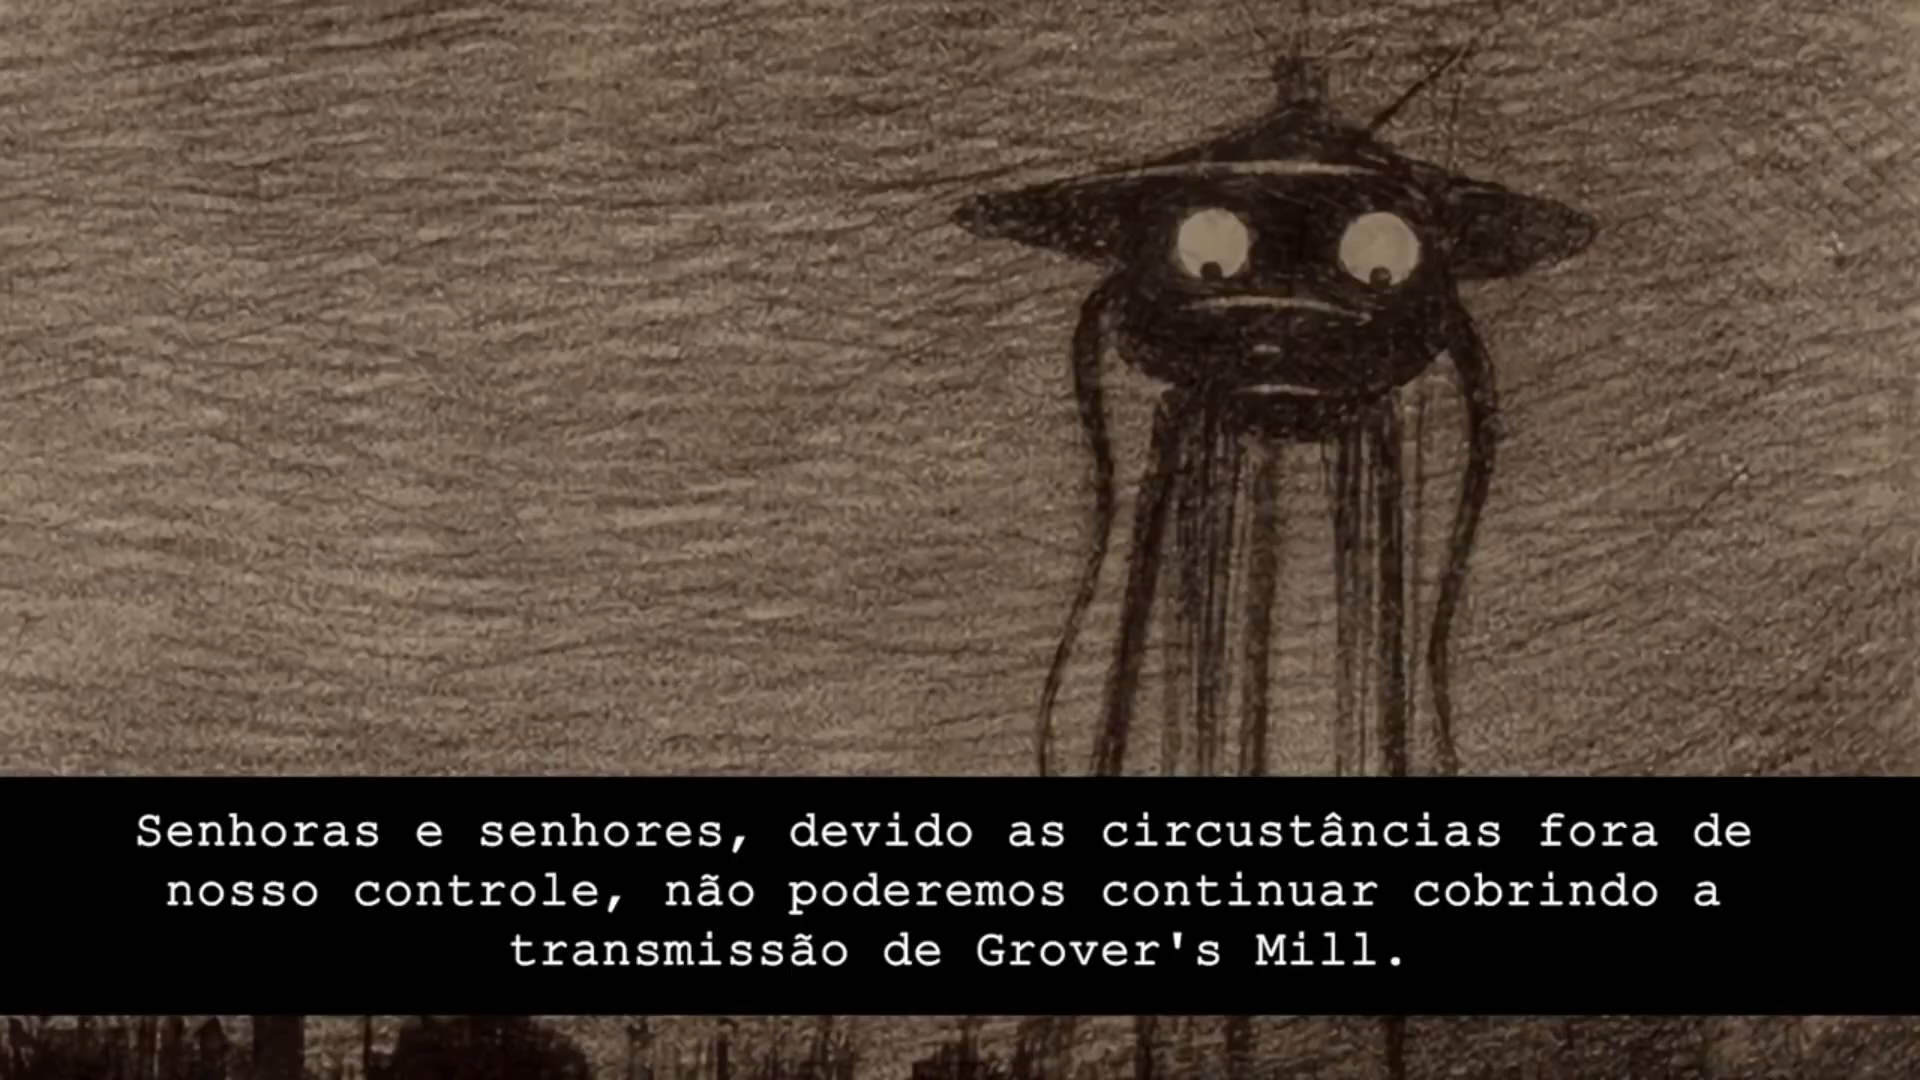 Senhoras e senhores, devido as circustâncias fora de
nosso controle, não poderemos continuar cobrindo a
transmissão de Grover's Mill.